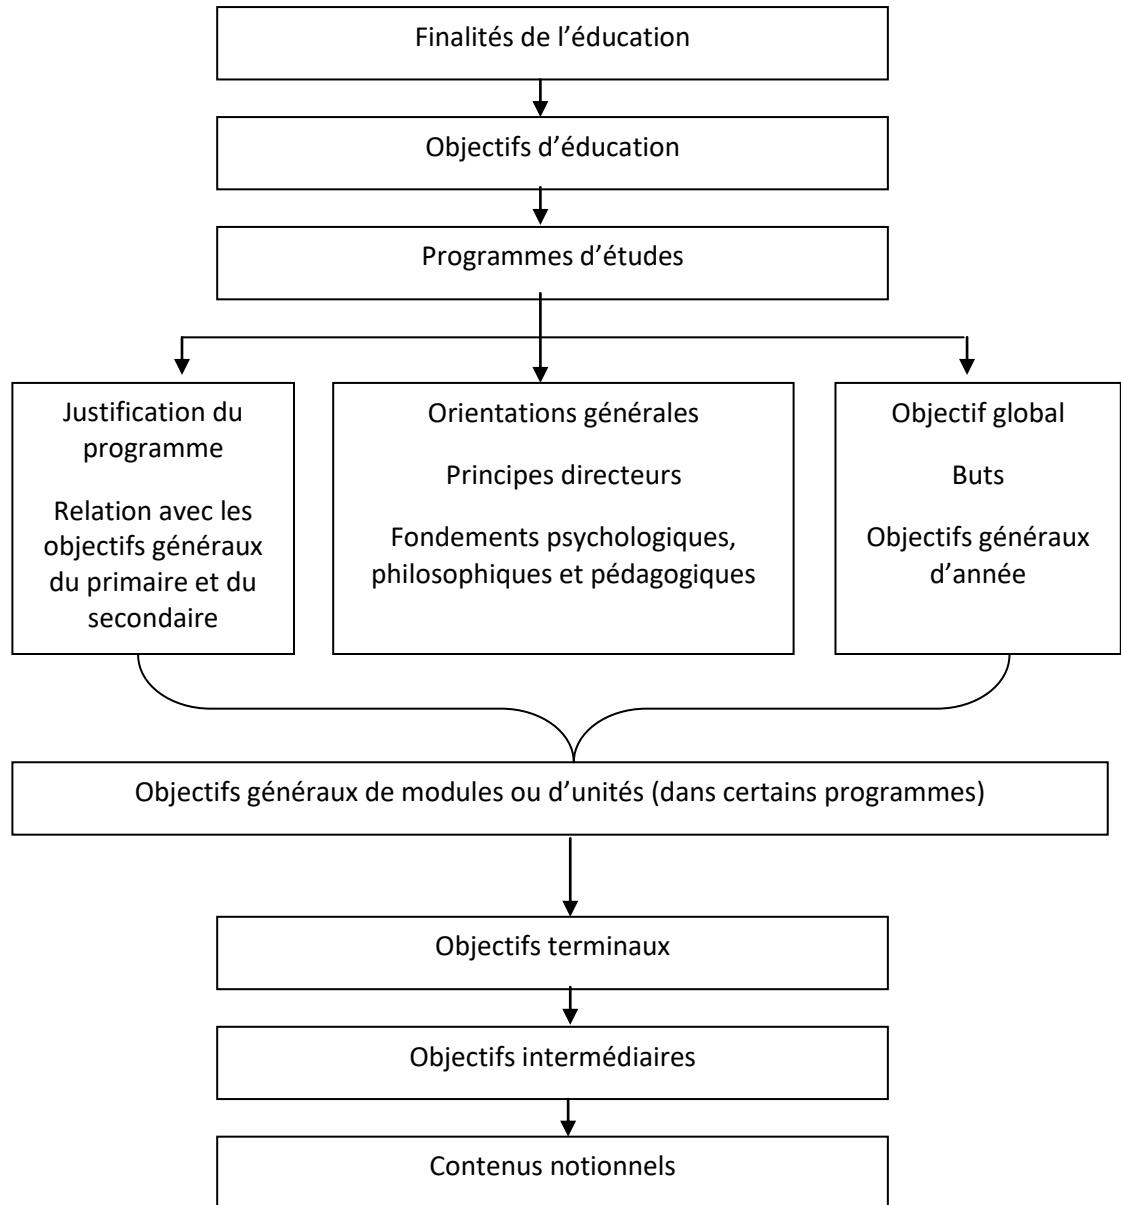 Finalités de l’éducation
Objectifs d’éducation
Programmes d’études
Justification du
programme
Relation avec les
objectifs généraux
du primaire et du
secondaire
Orientations générales
Principes directeurs
Fondements psychologiques,
philosophiques et pédagogiques
Objectif global
Buts
Objectifs généraux
d’année
Objectifs généraux de modules ou d’unités (dans certains programmes)
Objectifs terminaux
Objectifs intermédiaires
Contenus notionnels